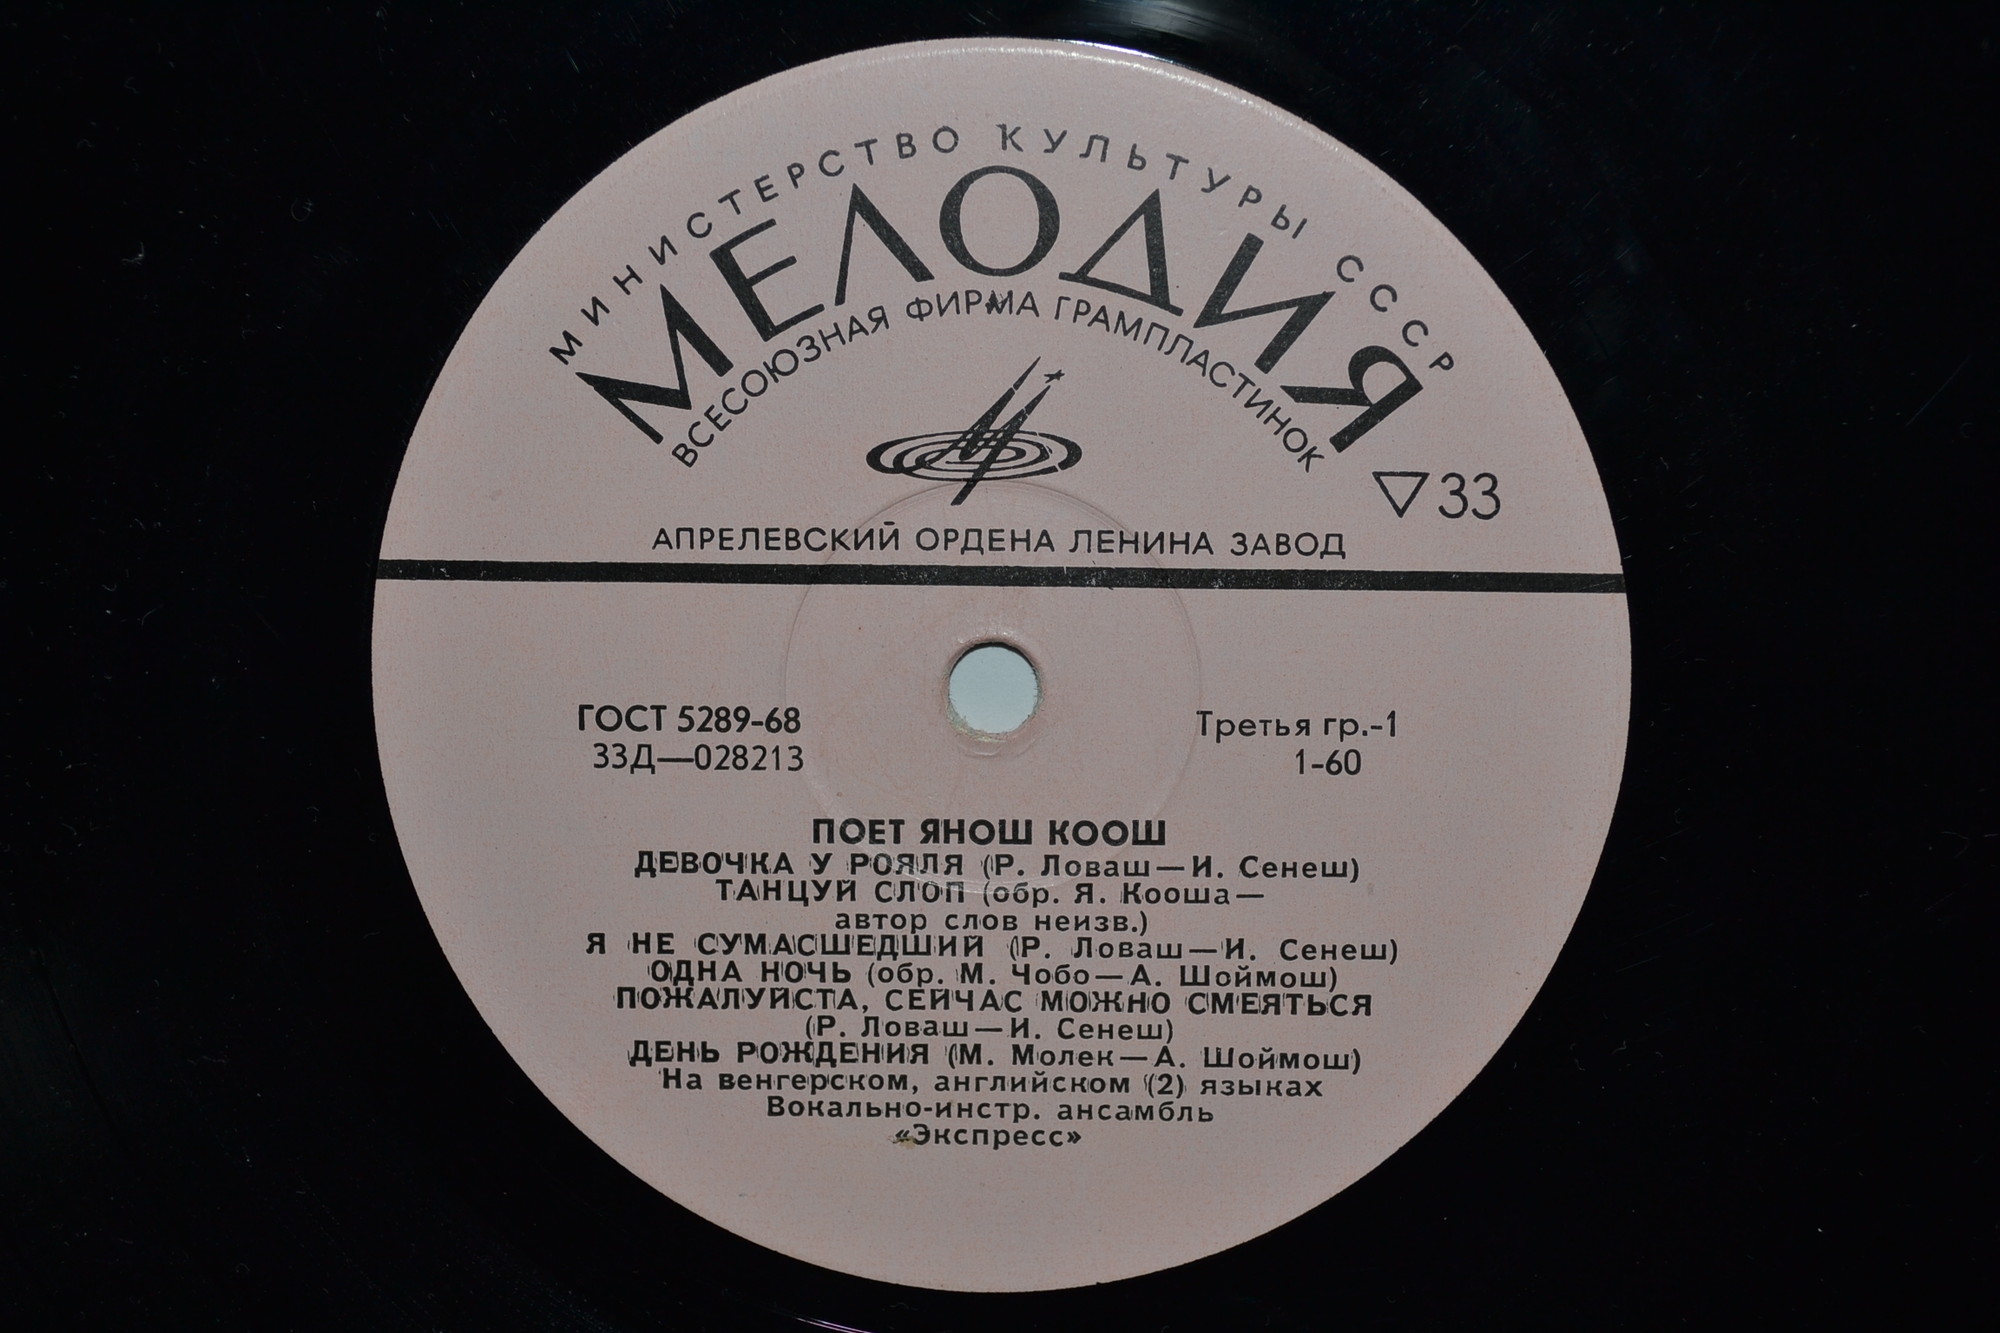 МИНИСТЕРСТВО КУЛЬТУРЫ СССР
МЕЛОДИЯ
ВСЕСОЮЗНАЯ ФИРМА ГРАМПЛАСТИНОК
▽33
АПРЕЛЕВСКИЙ ОРДЕНА ЛЕНИНА ЗАВОД
ГОСТ 5289-68
33Д—028213
Третья гр.-1
1-60
ПОЕТ ЯНОШ КООШ
ДЕВОЧКА У РОЯЛЯ (Р. Ловаш—И. Сенеш)
ТАНЦУЙ СЛОП (обр. Я. Кооша—
автор слов неизв.)
Я НЕ СУМАСШЕДШИЙ (Р. Ловаш—И. Сенеш)
ОДНА НОЧЬ (обр. М. Чобо—А. Шоймош)
ПОЖАЛУЙСТА, СЕЙЧАС МОЖНО СМЕЯТЬСЯ
(Р. Ловаш—И. Сенеш)
ДЕНЬ РОЖДЕНИЯ (М. Молек—А. Шоймош)
На венгерском, английском (2) языках
Вокально-инстр. ансамбль
«Экспресс»